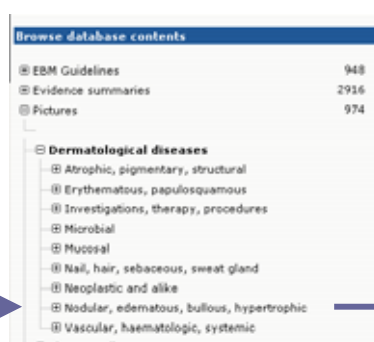 Browse database contents
EBM Guidelines 948
Evidence summaries 2916
Pictures 974
Dermatological diseases
Atrophic, pigmentary, structural
Erythematous, papulosquamous
Investigations, therapy, procedures
Microbial
Mucosal
Nail, hair, sebaceous, sweat gland
Neoplastic and alike
Nodular, edematous, bullous, hypertrophic
Vascular, haematologic, systemic